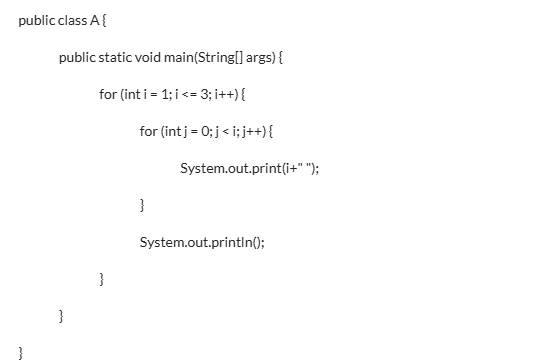 public class A {
public static void main(String[] args) {
for (int i = 1; i <= 3; i++) {
for (int j = 0; j < i; j++) {
System.out.print(i+" ");
}
System.out.println();
}
}
}